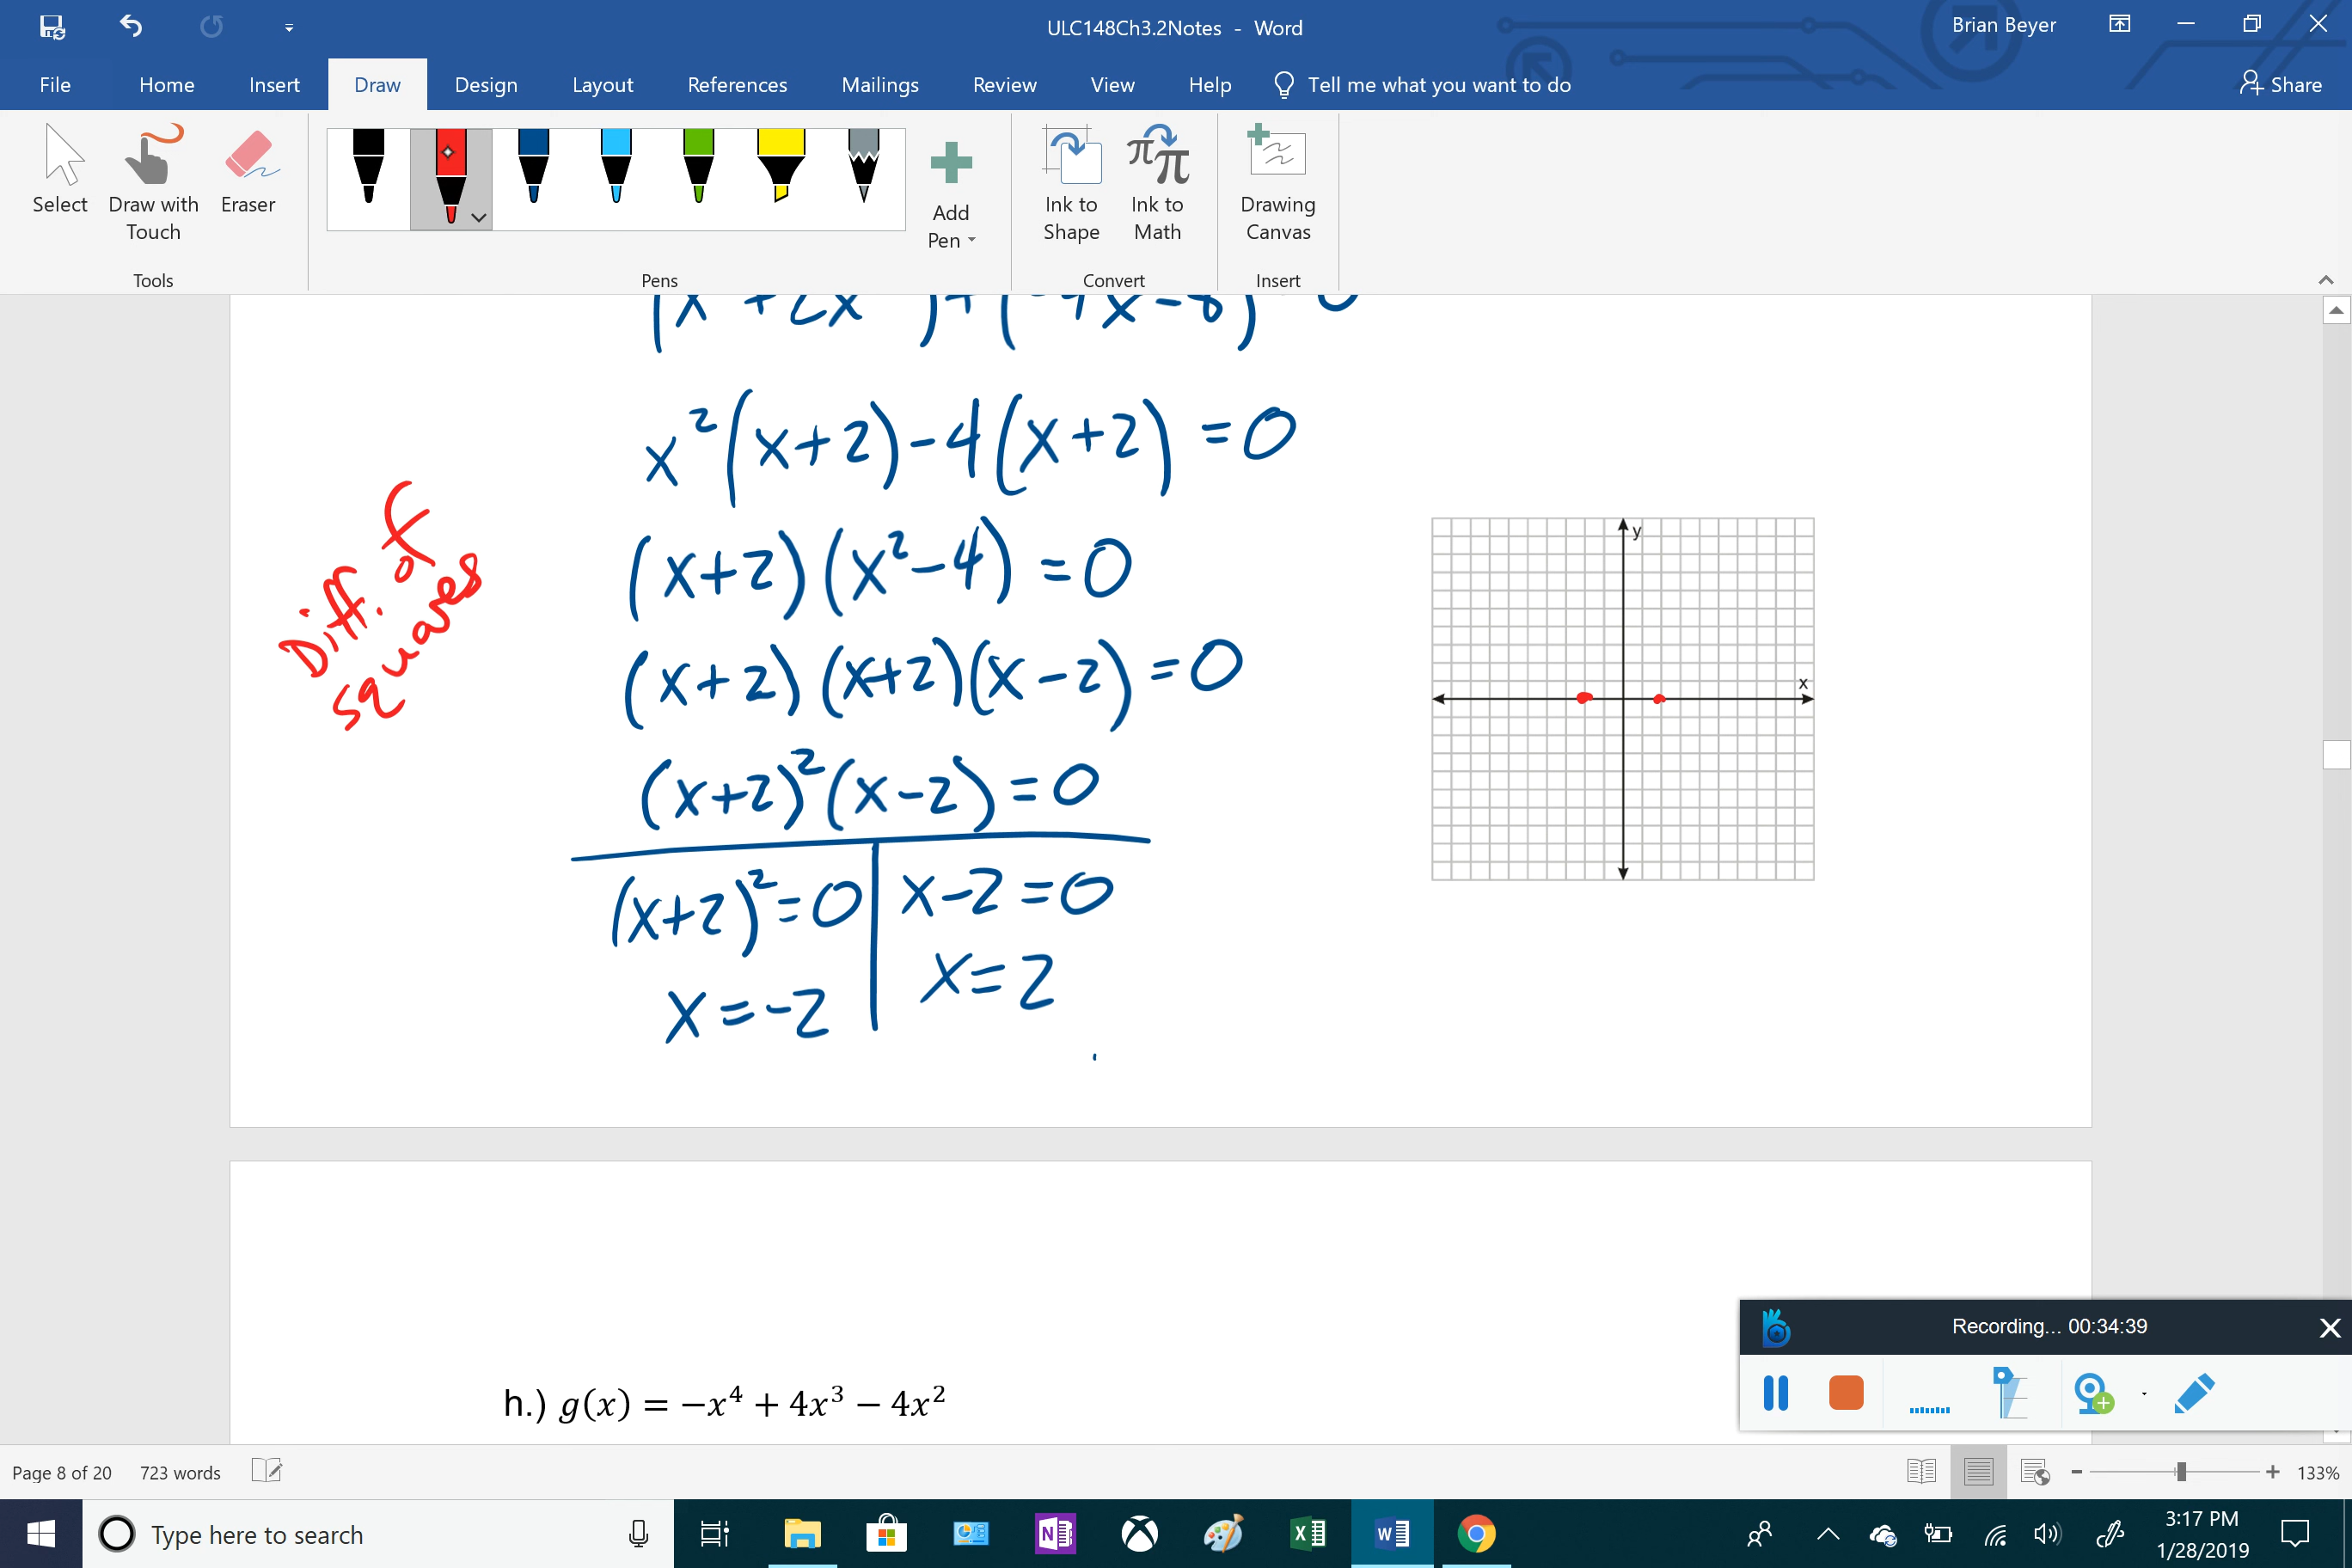 ULC148Ch3.2Notes - Word
Brian Beyer
File Home Insert Draw Design Layout References Mailings Review View Help Tell me what you want to do Share
Select
Draw with Touch
Eraser
Add Pen
Ink to Shape
Ink to Math
Drawing Canvas
Tools
Pens
Convert
Insert
x²(x+2)-4(x+2) = 0
(x+2)(x²-4) = 0
(x+2)(x+2)(x-2) = 0
(x+2)²(x-2) = 0
(x+2)² = 0
x-2 = 0
x = -2
x = 2
Diff. of
squares
y
x
h.) g(x) = −x⁴ + 4x³ − 4x²
Recording... 00:34:39
Page 8 of 20 723 words
133%
Type here to search
3:17 PM
1/28/2019